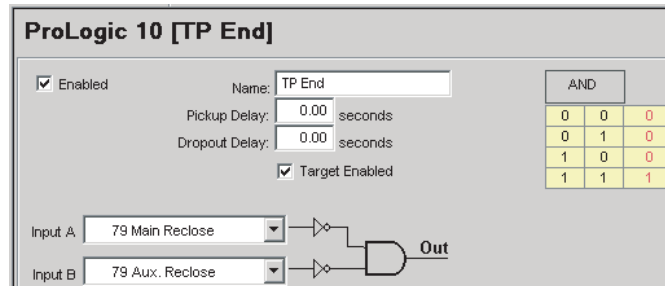 ProLogic 10 [TP End]
Enabled
Name: TP End
Pickup Delay: 0.00 seconds
Dropout Delay: 0.00 seconds
Target Enabled
AND
0 0 0
0 1 0
1 0 0
1 1 1
Input A 79 Main Reclose
Out
Input B 79 Aux. Reclose